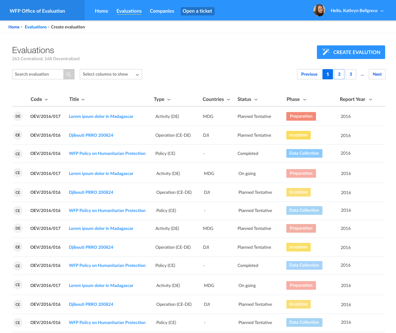 WFP Office of Evaluation Home Evaluations Companies Open a ticket Hello, Kathryn Bellgrove
Home › Evaluations › Create evaluation
Evaluations
263 Centralized; 148 Decentralized
CREATE EVALUTION
Search evaluation Select columns to show Previous 1 2 3 ... Next
Code Title Type Countries Status Phase Report Year
DE DEV/2016/017 Lorem ipsum dolor in Madagascar Activity (DE) MDG Planned Tentative Preparation 2016
CE OEV/2016/016 Djibouti PRRO 200824 Operation (CE-DE) DJI Planned Tentative Inception 2016
CE OEV/2016/016 WFP Policy on Humanitarian Protection Policy (CE) - Completed Data Collection 2016
CE DEV/2016/017 Lorem ipsum dolor in Madagascar Activity (DE) MDG On going Preparation 2016
CE OEV/2016/016 Djibouti PRRO 200824 Operation (CE-DE) DJI Planned Tentative Inception 2016
CE OEV/2016/016 WFP Policy on Humanitarian Protection Policy (CE) - Planned Tentative Data Collection 2016
DE DEV/2016/017 Lorem ipsum dolor in Madagascar Activity (DE) MDG Planned Tentative Preparation 2016
DE OEV/2016/016 Djibouti PRRO 200824 Operation (CE-DE) DJI Planned Tentative Inception 2016
CE OEV/2016/016 WFP Policy on Humanitarian Protection Policy (CE) - Completed Data Collection 2016
CE DEV/2016/017 Lorem ipsum dolor in Madagascar Activity (DE) MDG On going Preparation 2016
CE OEV/2016/016 Djibouti PRRO 200824 Operation (CE-DE) DJI Planned Tentative Inception 2016
CE OEV/2016/016 WFP Policy on Humanitarian Protection Policy (CE) - Planned Tentative Data Collection 2016